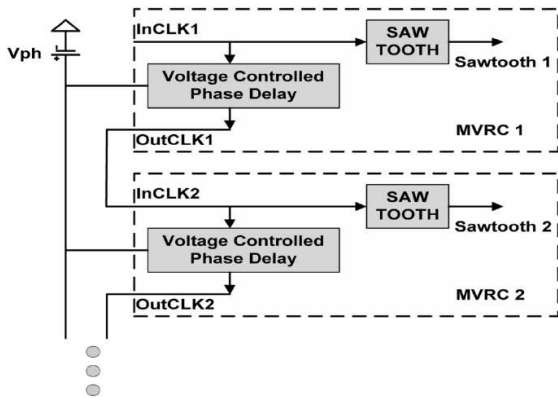 InCLK1
SAW
TOOTH
Vph
Sawtooth 1
Voltage Controlled
Phase Delay
OutCLK1
MVRC 1
InCLK2
SAW
TOOTH
Sawtooth 2
Voltage Controlled
Phase Delay
OutCLK2
MVRC 2